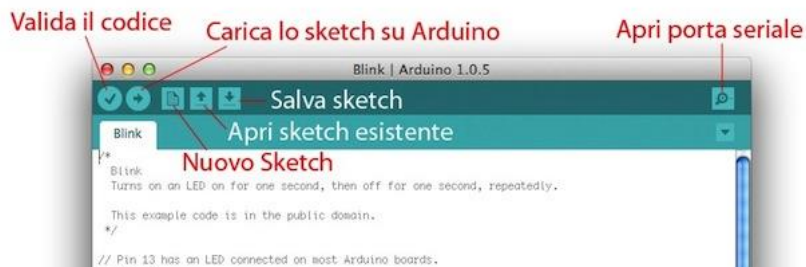 Valida il codice
Carica lo sketch su Arduino
Apri porta seriale
Blink | Arduino 1.0.5
Salva sketch
Blink
Apri sketch esistente
Nuovo Sketch
/*
Blink
Turns on an LED on for one second, then off for one second, repeatedly.
This example code is in the public domain.
*/
// Pin 13 has an LED connected on most Arduino boards.